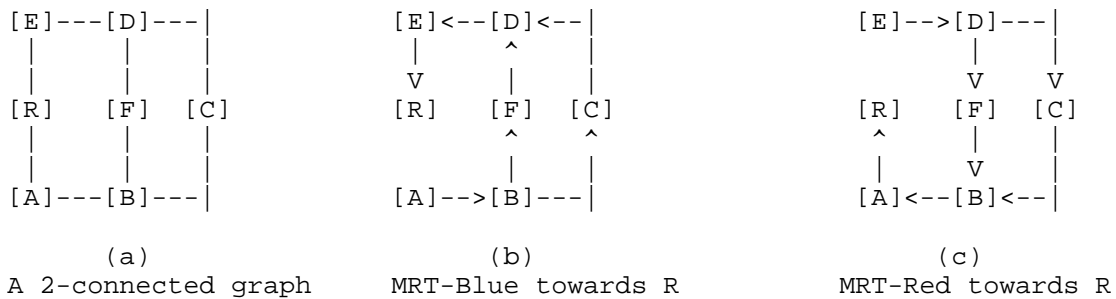 [E]---[D]---|            [E]<--[D]<--|                [E]-->[D]---|
 |     |     |             |     ^     |                      |     |
 |     |     |             V     |     |                      V     V
[R]   [F]   [C]          [R]   [F]   [C]              [R]   [F]   [C]
 |     |     |                   ^     ^                ^     |     |
 |     |     |                   |     |                |     V     |
[A]---[B]---|            [A]-->[B]---|                [A]<--[B]<--|
(a) (b) (c)
A 2-connected graph MRT-Blue towards R MRT-Red towards R